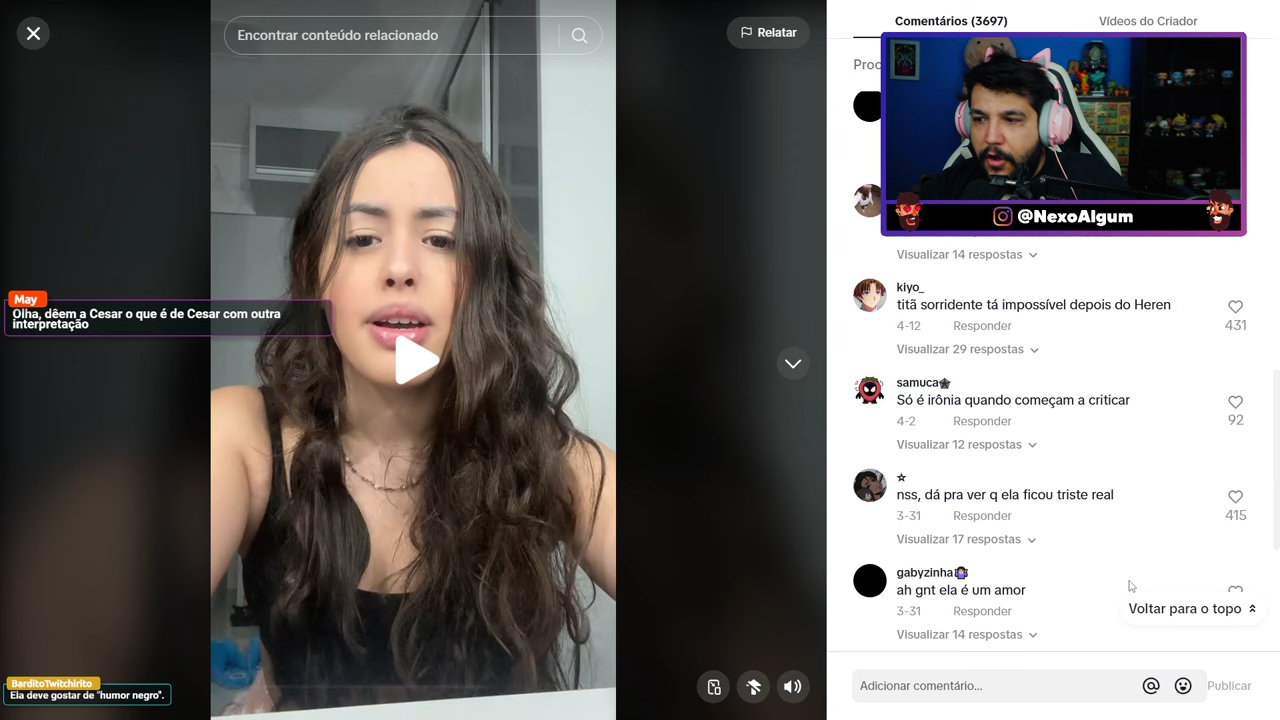 Encontrar conteúdo relacionado
Relatar
May
Olha, dêem a Cesar o que é de Cesar com outra
interpretação
BarditoTwitchirito
Ela deve gostar de "humor negro".
Comentários (3697)
Vídeos do Criador
@NexoAlgum
Visualizar 14 respostas
kiyo_
titã sorridente tá impossível depois do Heren
4-12 Responder
431
Visualizar 29 respostas
samuca
Só é irônia quando começam a criticar
4-2 Responder
92
Visualizar 12 respostas
nss, dá pra ver q ela ficou triste real
3-31 Responder
415
Visualizar 17 respostas
gabyzinha
ah gnt ela é um amor
3-31 Responder
Voltar para o topo
Visualizar 14 respostas
Adicionar comentário...
Publicar